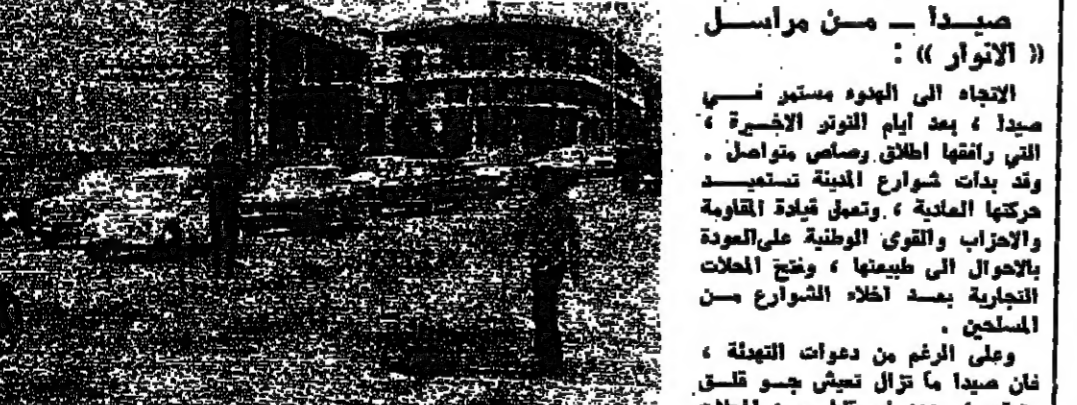 صيدا – من مراسل
« الانوار » :
الاتجاه الى الهدوء مستمر في
صيدا ، بعد ايام التوتر الاخيرة ،
التي رافقها اطلاق رصاص متواصل .
وقد بدات شوارع المدينة تستعيد
حركتها العادية ، وتعمل قيادة المقاومة
والاحزاب والقوى الوطنية على العودة
بالاحوال الى طبيعتها ، وفتح المحلات
التجارية بعد اخلاء الشوارع من
المسلحين .
وعلى الرغم من دعوات التهدئة ،
فان صيدا ما تزال تعيش جو قلق